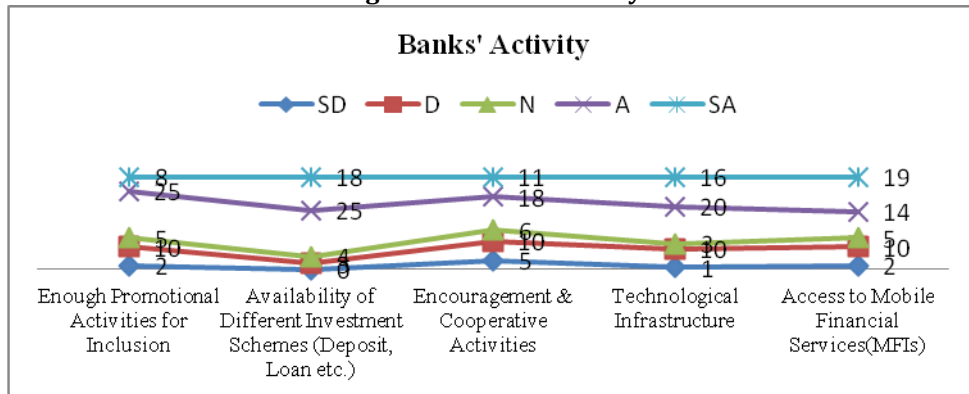 Banks' Activity
SD D N A SA
8 18 11 16 19
25 25 18 20 14
5 4 6 3 5
10 10 10 10
2 0 5 1 2
Enough Promotional
Activities for
Inclusion
Availability of
Different Investment
Schemes (Deposit,
Loan etc.)
Encouragement &
Cooperative
Activities
Technological
Infrastructure
Access to Mobile
Financial
Services(MFIs)